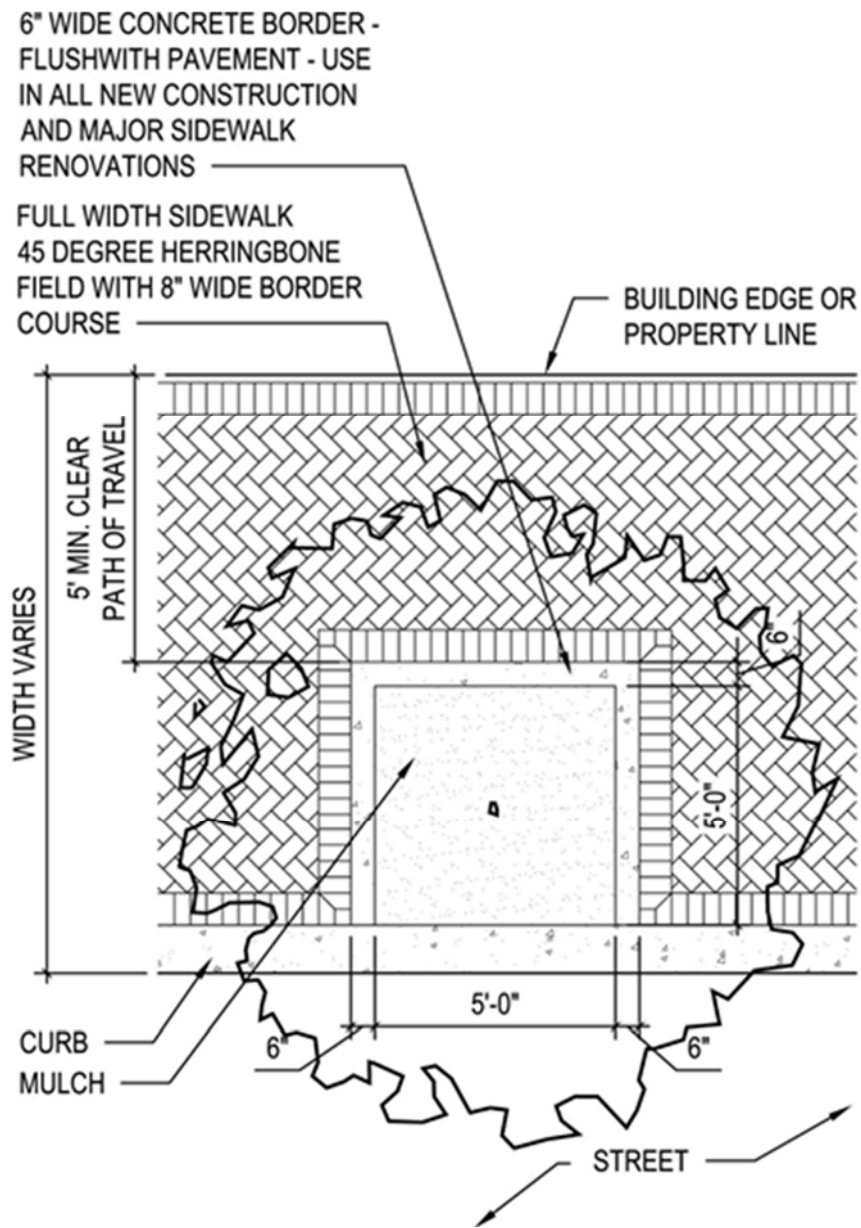 6" WIDE CONCRETE BORDER -
FLUSHWITH PAVEMENT - USE
IN ALL NEW CONSTRUCTION
AND MAJOR SIDEWALK
RENOVATIONS
FULL WIDTH SIDEWALK
45 DEGREE HERRINGBONE
FIELD WITH 8" WIDE BORDER
COURSE
BUILDING EDGE OR
PROPERTY LINE
5' MIN. CLEAR
PATH OF TRAVEL
WIDTH VARIES
6"
5'-0"
5'-0"
6"
6"
CURB
MULCH
STREET